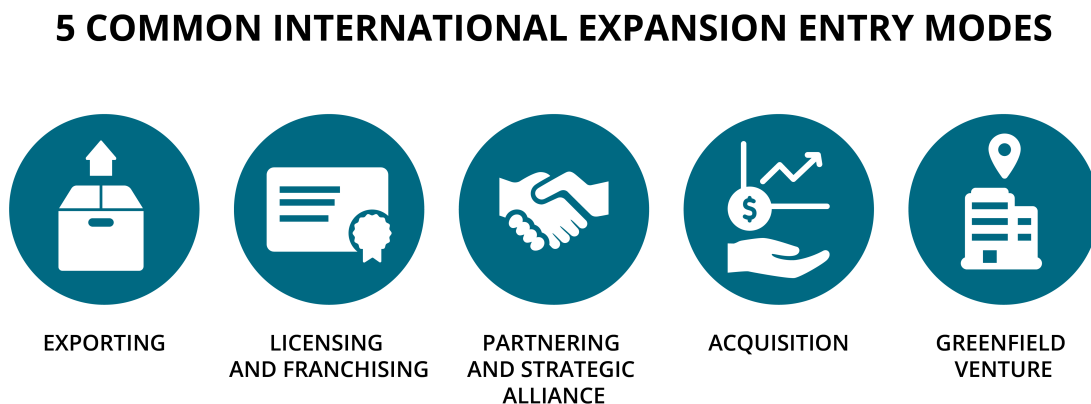 5 COMMON INTERNATIONAL EXPANSION ENTRY MODES
$
EXPORTING
LICENSING
AND FRANCHISING
PARTNERING
AND STRATEGIC
ALLIANCE
ACQUISITION
GREENFIELD
VENTURE